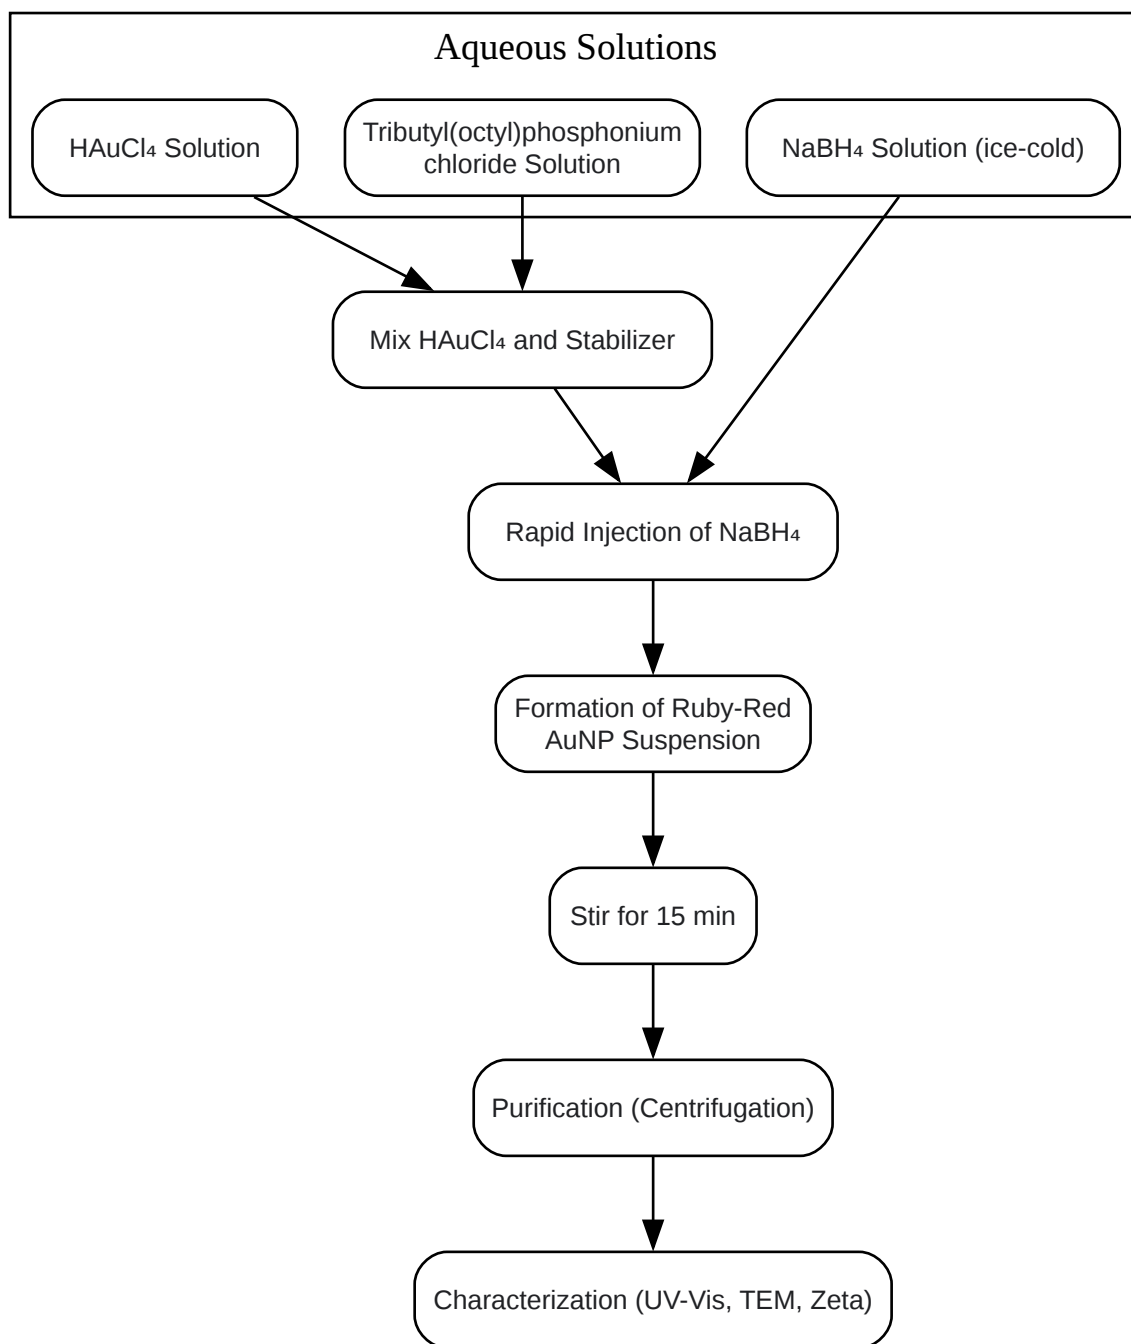 Aqueous Solutions
HAuCl₄ Solution
Tributyl(octyl)phosphonium
chloride Solution
NaBH₄ Solution (ice-cold)
Mix HAuCl₄ and Stabilizer
Rapid Injection of NaBH₄
Formation of Ruby-Red
AuNP Suspension
Stir for 15 min
Purification (Centrifugation)
Characterization (UV-Vis, TEM, Zeta)